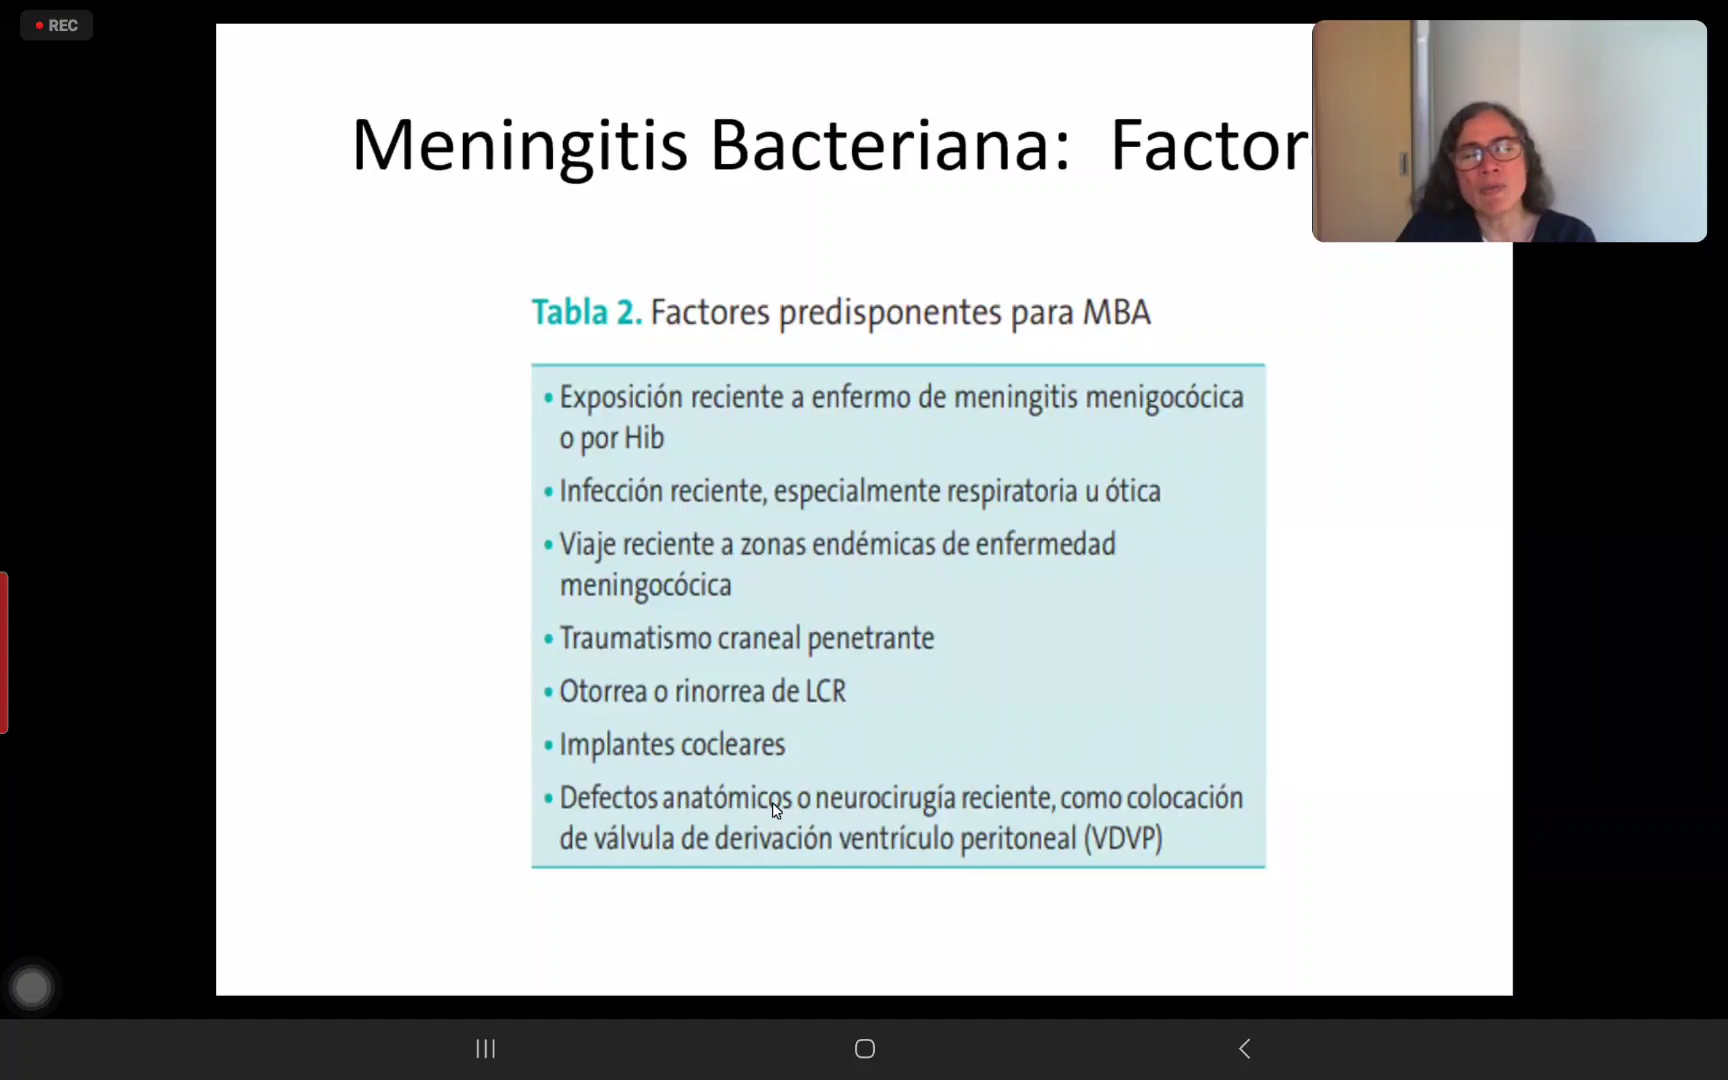 REC
Meningitis Bacteriana: Factor
Tabla 2. Factores predisponentes para MBA
• Exposición reciente a enfermo de meningitis menigocócica
o por Hib
• Infección reciente, especialmente respiratoria u ótica
• Viaje reciente a zonas endémicas de enfermedad
meningocócica
• Traumatismo craneal penetrante
• Otorrea o rinorrea de LCR
• Implantes cocleares
• Defectos anatómicos o neurocirugía reciente, como colocación
de válvula de derivación ventrículo peritoneal (VDVP)